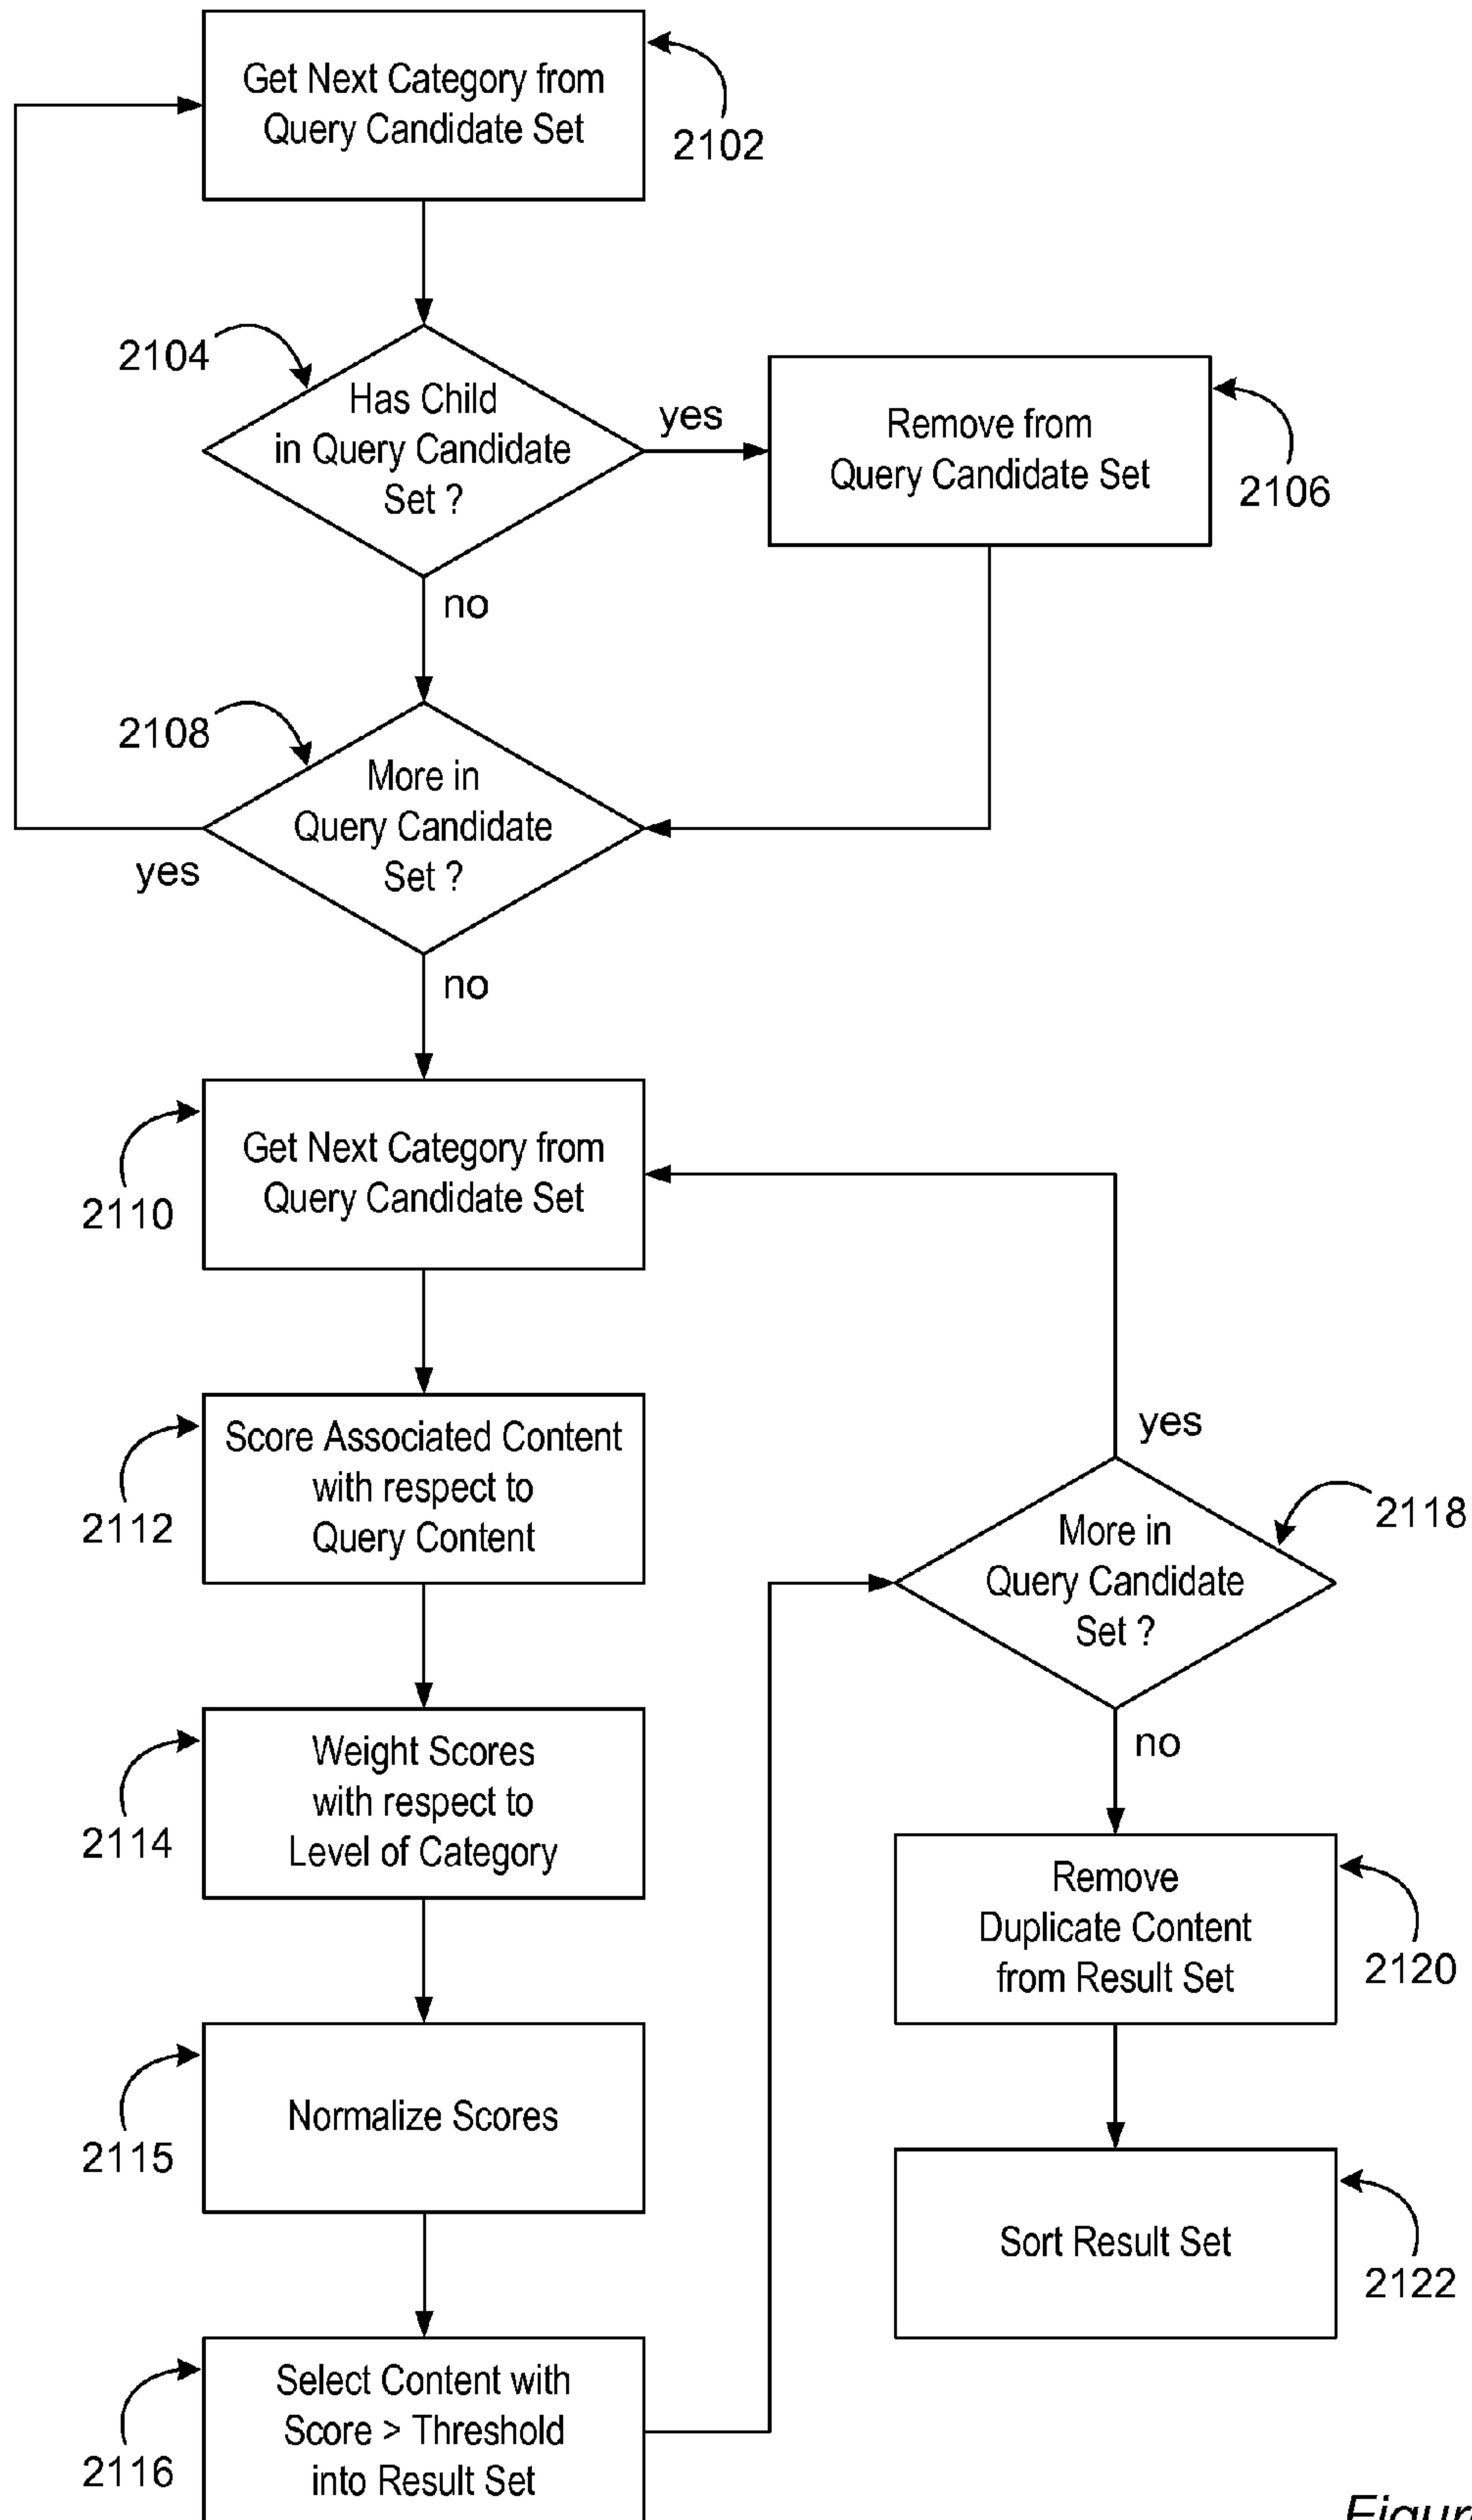 Get Next Category from
Query Candidate Set
2102
2104
Has Child
in Query Candidate
Set ?
yes
Remove from
Query Candidate Set
2106
no
2108
More in
Query Candidate
Set ?
yes
no
Get Next Category from
Query Candidate Set
2110
Score Associated Content
with respect to
Query Content
2112
yes
More in
Query Candidate
Set ?
2118
Weight Scores
with respect to
Level of Category
2114
no
Remove
Duplicate Content
from Result Set
2120
Normalize Scores
2115
Sort Result Set
2122
Select Content with
Score > Threshold
into Result Set
2116